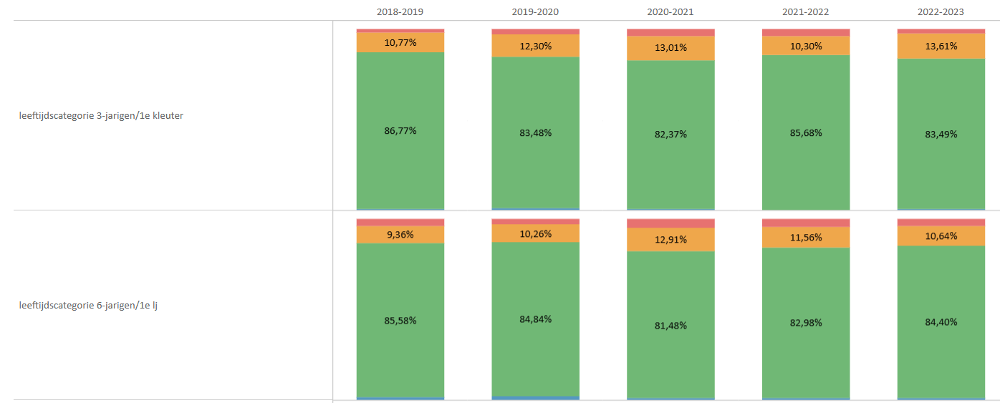 2018-2019 2019-2020 2020-2021 2021-2022 2022-2023
10,77% 12,30% 13,01% 10,30% 13,61%
leeftijdscategorie 3-jarigen/1e kleuter
86,77% 83,48% 82,37% 85,68% 83,49%
9,36% 10,26% 12,91% 11,56% 10,64%
leeftijdscategorie 6-jarigen/1e lj
85,58% 84,84% 81,48% 82,98% 84,40%